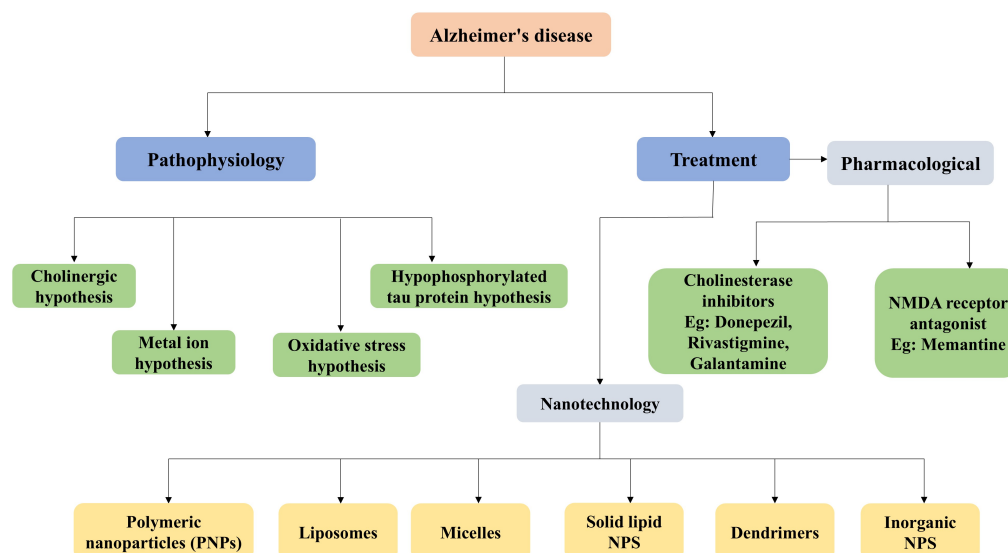 Alzheimer's disease
Pathophysiology
Treatment
Pharmacological
Cholinergic
hypothesis
Metal ion
hypothesis
Oxidative stress
hypothesis
Hypophosphorylated
tau protein hypothesis
Cholinesterase
inhibitors
Eg: Donepezil,
Rivastigmine,
Galantamine
NMDA receptor
antagonist
Eg: Memantine
Nanotechnology
Polymeric
nanoparticles (PNPs)
Liposomes
Micelles
Solid lipid
NPS
Dendrimers
Inorganic
NPS